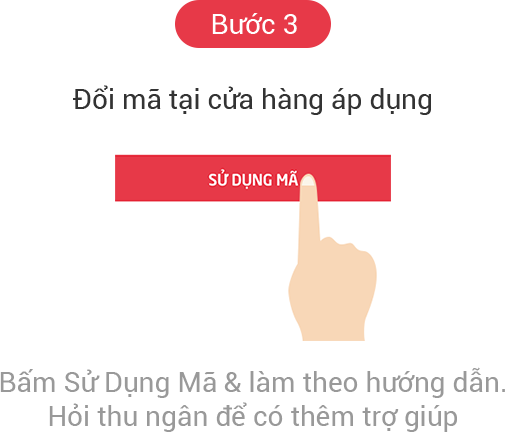 Bước 3
Đổi mã tại cửa hàng áp dụng
SỬ DỤNG MÃ
Bấm Sử Dụng Mã & làm theo hướng dẫn.
Hỏi thu ngân để có thêm trợ giúp